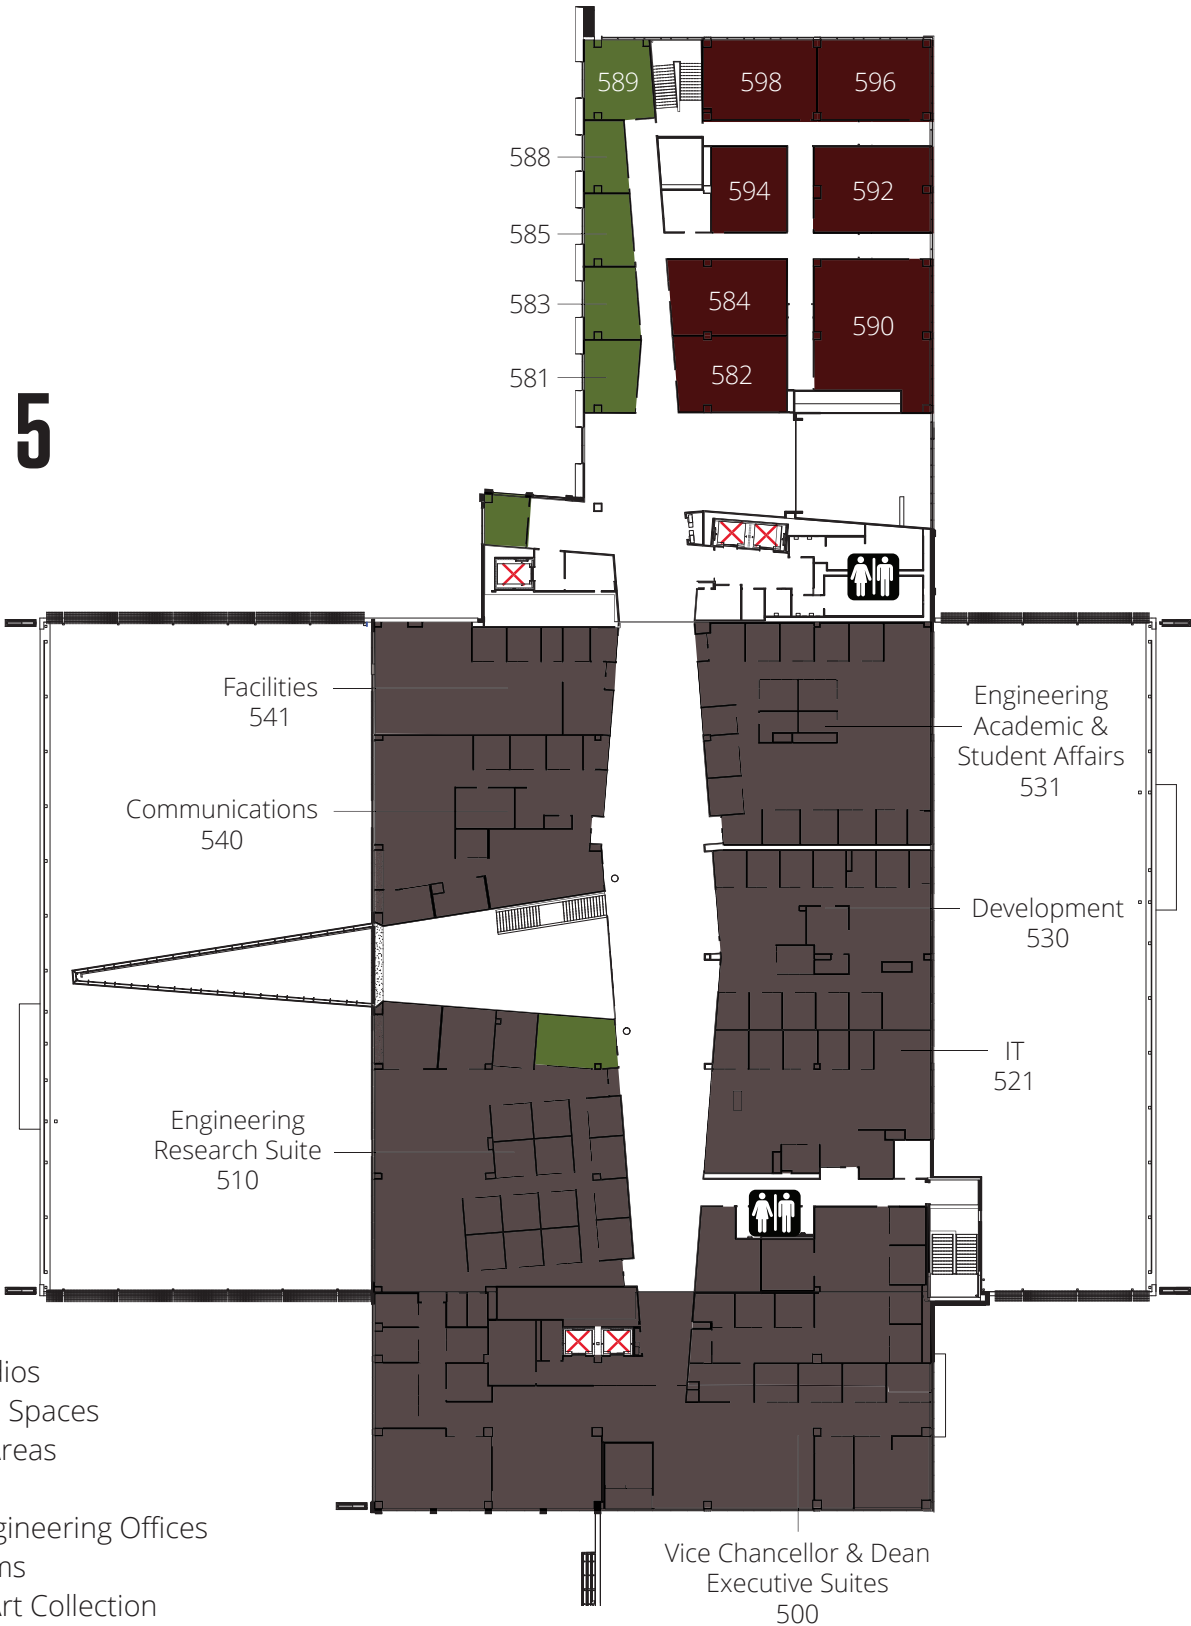 589
598
596
588
594
592
585
583
584
590
581
582
5
Facilities
541
Engineering
Academic &
Student Affairs
531
Communications
540
Development
530
IT
521
Engineering
Research Suite
510
Spaces
gineering Offices
Art Collection
Vice Chancellor & Dean
Executive Suites
500